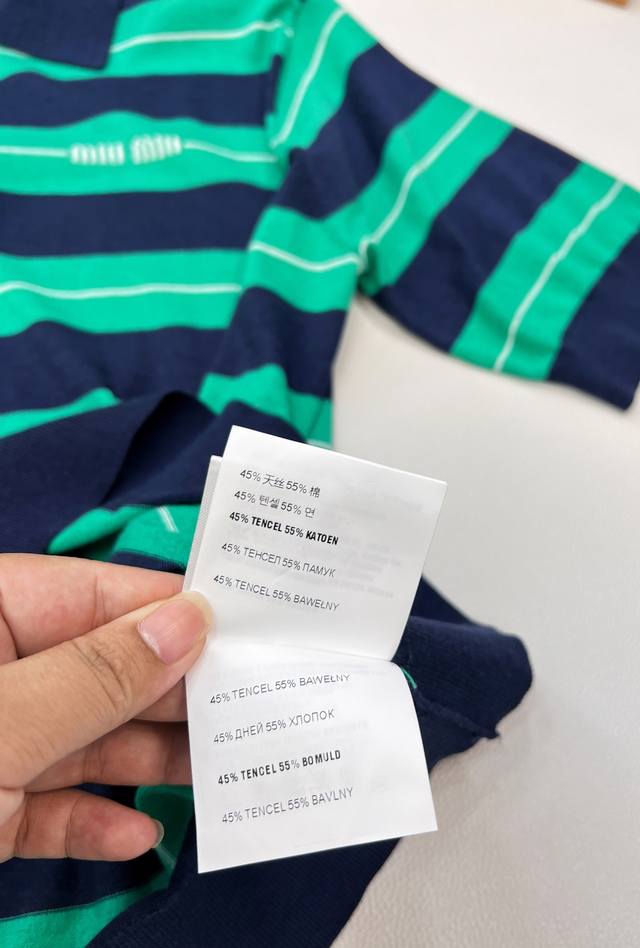 miu miu
45% 天丝 55% 棉
45% 텐셀 55% 면
45% TENCEL 55% KATOEN
45% ТЕНСЕЛ 55% ПАМУК
45% TENCEL 55% BAWEŁNY
45% TENCEL 55% BAWEŁNY
45% ДНЕЙ 55% ХЛОПОК
45% TENCEL 55% BOMULD
45% TENCEL 55% BAVLNY